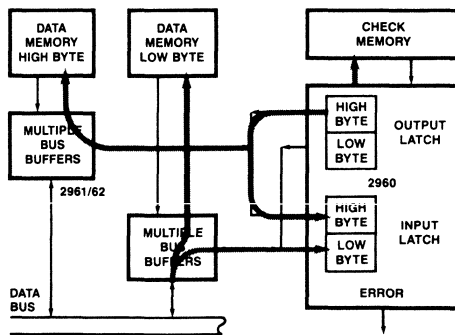 DATA
MEMORY
HIGH BYTE
DATA
MEMORY
LOW BYTE
CHECK
MEMORY
MULTIPLE
BUS
BUFFERS
2961/62
HIGH
BYTE
LOW
BYTE
OUTPUT
LATCH
2960
HIGH
BYTE
LOW
BYTE
INPUT
LATCH
MULTIPLE
BUS
BUFFERS
DATA
BUS
ERROR